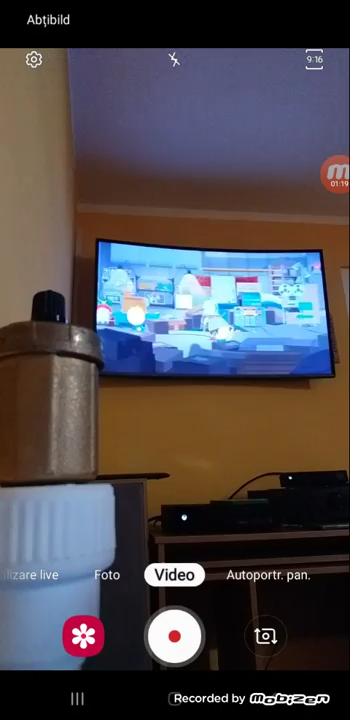 Abțibild
9:16
01:19
lizare live
Foto
Video
Autoportr. pan.
Recorded by mobizen